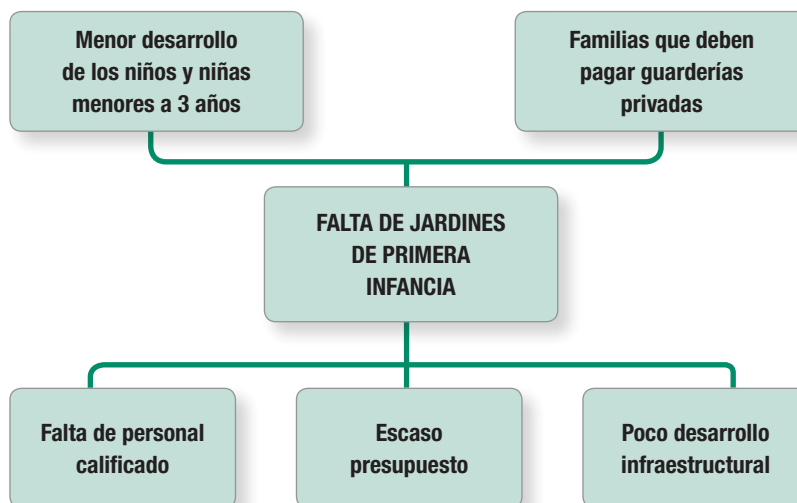 Menor desarrollo
de los niños y niñas
menores a 3 años
Familias que deben
pagar guarderías
privadas
FALTA DE JARDINES
DE PRIMERA
INFANCIA
Falta de personal
calificado
Escaso
presupuesto
Poco desarrollo
infraestructural